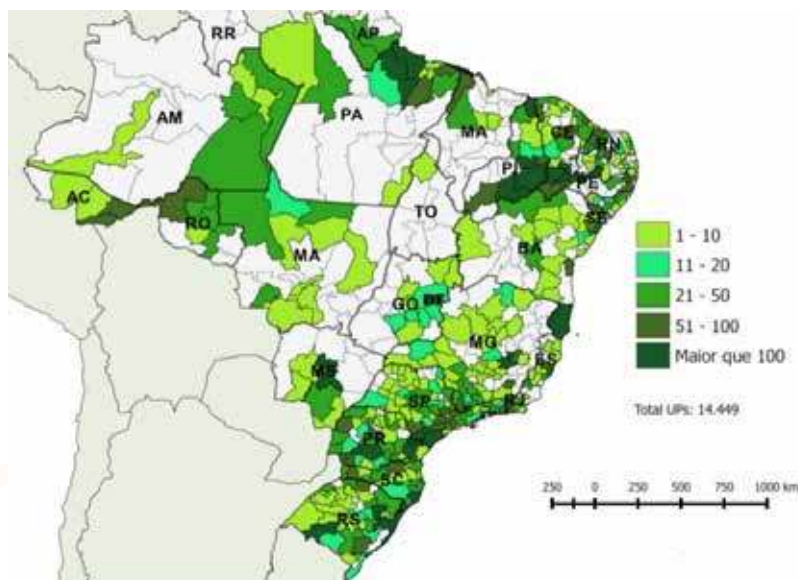 RR
AP
AM
PA
MA
CE
RN
PI
PE
AC
TO
SE
RO
BA
MA
GO
DF
MG
ES
MS
SP
RJ
PR
SC
RS
1 - 10
11 - 20
21 - 50
51 - 100
Maior que 100
Total UPs: 14.449
250 0 250 500 750 1000 km